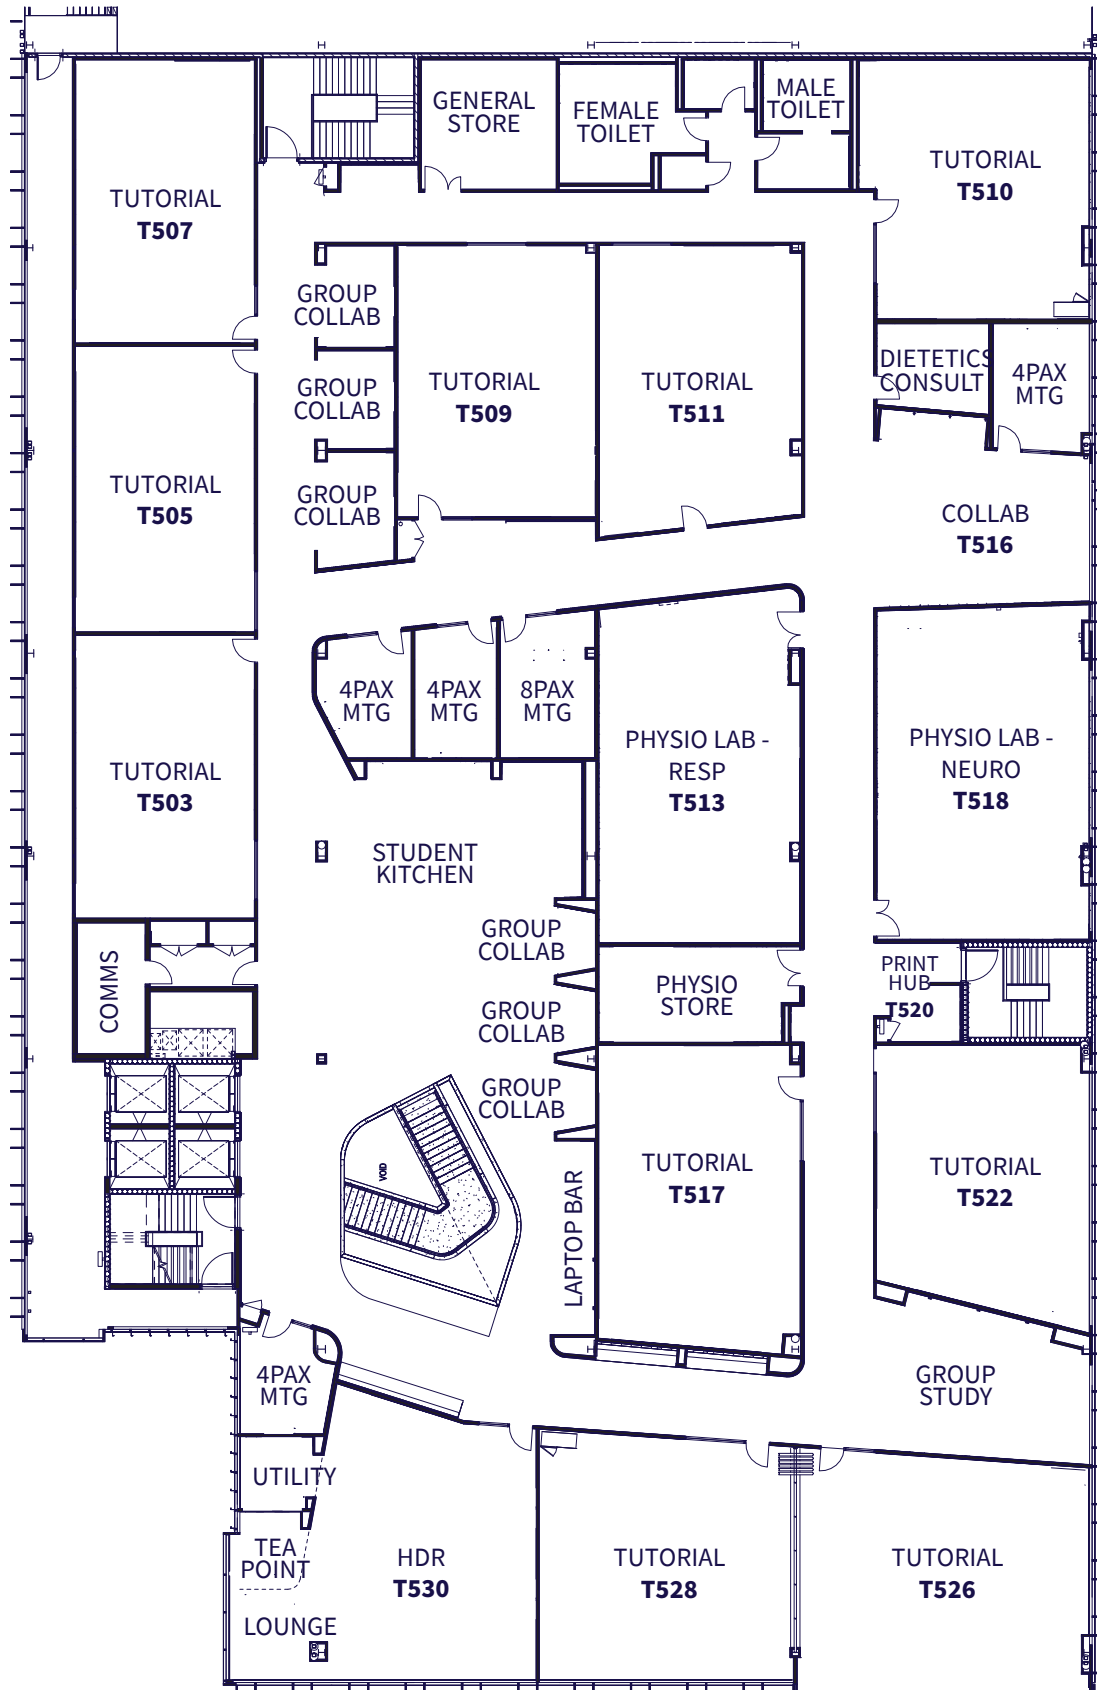 GENERAL
STORE
FEMALE
TOILET
MALE
TOILET
TUTORIAL
T510
TUTORIAL
T507
GROUP
COLLAB
GROUP
COLLAB
GROUP
COLLAB
TUTORIAL
T509
TUTORIAL
T511
DIETETICS
CONSULT
4PAX
MTG
TUTORIAL
T505
COLLAB
T516
4PAX
MTG
4PAX
MTG
8PAX
MTG
PHYSIO LAB -
RESP
T513
PHYSIO LAB -
NEURO
T518
TUTORIAL
T503
STUDENT
KITCHEN
GROUP
COLLAB
GROUP
COLLAB
GROUP
COLLAB
COMMS
PHYSIO
STORE
PRINT
HUB
T520
VOID
LAPTOP BAR
TUTORIAL
T517
TUTORIAL
T522
4PAX
MTG
GROUP
STUDY
UTILITY
TEA
POINT
LOUNGE
HDR
T530
TUTORIAL
T528
TUTORIAL
T526